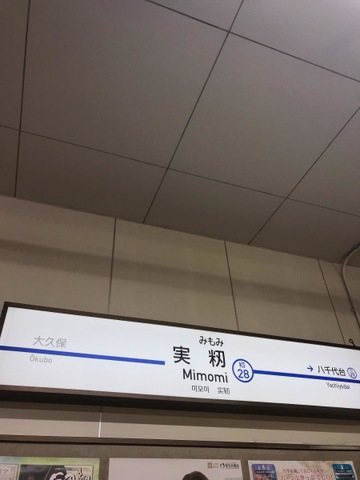 みもみ
大久保
実籾
→ 八千代台
Ōkubo
Mimomi
KS
28
Yachiyodai
미모미 实籾